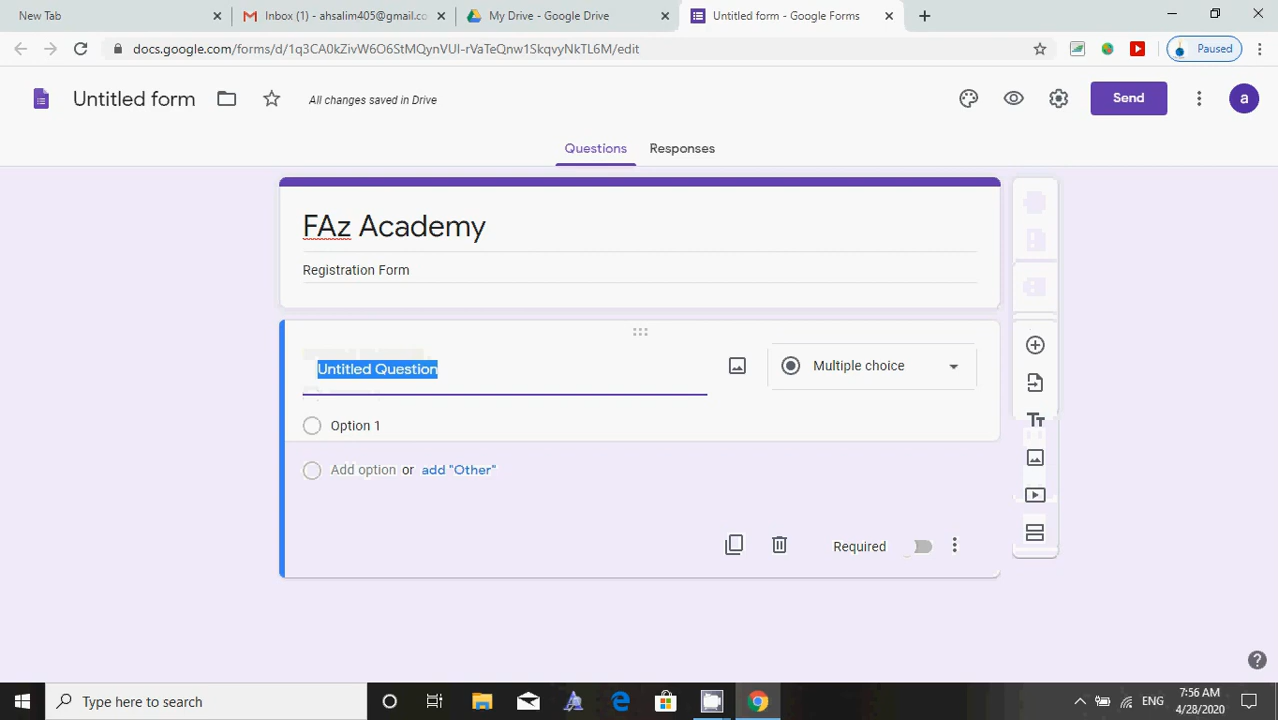 New Tab
Inbox (1) - ahsalim405@gmail.co
My Drive - Google Drive
Untitled form - Google Forms
docs.google.com/forms/d/1q3CA0kZivW6O6StMQynVUI-rVaTeQnw1SkqvyNkTL6M/edit
Paused
Untitled form
All changes saved in Drive
Send
a
Questions
Responses
FAz Academy
Registration Form
Untitled Question
Multiple choice
Option 1
Add option or add "Other"
Required
Type here to search
ENG
7:56 AM
4/28/2020